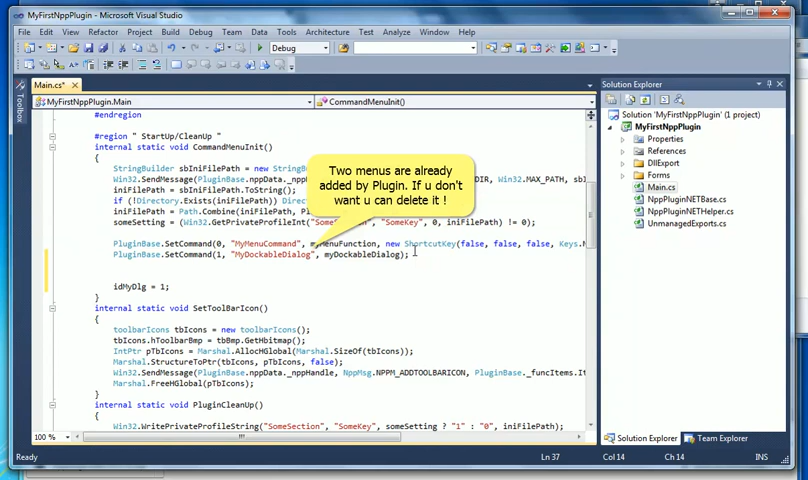 MyFirstNppPlugin - Microsoft Visual Studio
File Edit View Refactor Project Build Debug Team Data Tools Architecture Test Analyze Window Help
Debug
Main.cs*
MyFirstNppPlugin.Main
CommandMenuInit()
#endregion
#region " StartUp/CleanUp "
internal static void CommandMenuInit()
{
StringBuilder sbIniFilePath = new StringB
Win32.SendMessage(PluginBase.nppData._npp DIR, Win32.MAX_PATH, sbI
iniFilePath = sbIniFilePath.ToString();
if (!Directory.Exists(iniFilePath)) Direc
iniFilePath = Path.Combine(iniFilePath, P
someSetting = (Win32.GetPrivateProfileInt("SomeSection", "SomeKey", 0, iniFilePath) != 0);
PluginBase.SetCommand(0, "MyMenuCommand", myMenuFunction, new ShortcutKey(false, false, false, Keys.N
PluginBase.SetCommand(1, "MyDockableDialog", myDockableDialog);
idMyDlg = 1;
}
internal static void SetToolBarIcon()
{
toolbarIcons tbIcons = new toolbarIcons();
tbIcons.hToolbarBmp = tbBmp.GetHbitmap();
IntPtr pTbIcons = Marshal.AllocHGlobal(Marshal.SizeOf(tbIcons));
Marshal.StructureToPtr(tbIcons, pTbIcons, false);
Win32.SendMessage(PluginBase.nppData._nppHandle, NppMsg.NPPM_ADDTOOLBARICON, PluginBase._funcItems.It
Marshal.FreeHGlobal(pTbIcons);
}
internal static void PluginCleanUp()
{
Win32.WritePrivateProfileString("SomeSection", "SomeKey", someSetting ? "1" : "0", iniFilePath);
Two menus are already
added by Plugin. If u don't
want u can delete it !
100 %
Toolbox
Solution Explorer
Solution 'MyFirstNppPlugin' (1 project)
MyFirstNppPlugin
Properties
References
DllExport
Forms
Main.cs
NppPluginNETBase.cs
NppPluginNETHelper.cs
UnmanagedExports.cs
Solution Explorer Team Explorer
Ready Ln 37 Col 14 Ch 14 INS